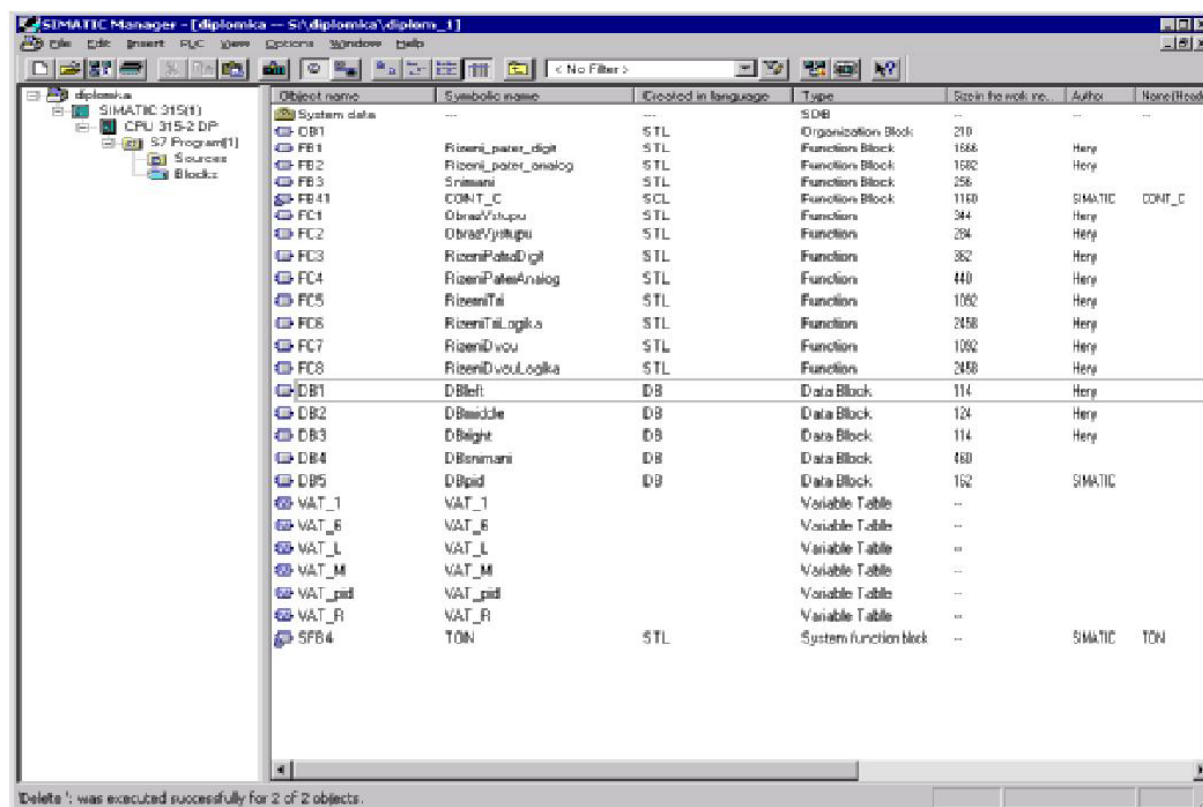 SIMATIC Manager - [diplomka -- S:\diplomka\diplom_1]
File Edit Insert PLC View Options Window Help
< No Filter >
diplomka
SIMATIC 315(1)
CPU 315-2 DP
S7 Program(1)
Sources
Blocks
Object name Symbolic name Created in language Type Size in the work me... Author Name (Head
System data --- --- SDB --- --- ---
OB1 STL Organization Block 210
FB1 Rizeni_pater_digit STL Function Block 1666 Hery
FB2 Rizeni_pater_analog STL Function Block 1682 Hery
FB3 Snimani STL Function Block 256
FB41 CONT_C SCL Function Block 1160 SIMATIC CONT_C
FC1 ObrazVstupu STL Function 344 Hery
FC2 ObrazVystupu STL Function 284 Hery
FC3 RizeniPatraDigit STL Function 362 Hery
FC4 RizeniPaterAnalog STL Function 440 Hery
FC5 RizeniTri STL Function 1092 Hery
FC6 RizeniTriLogika STL Function 2458 Hery
FC7 RizeniDvou STL Function 1092 Hery
FC8 RizeniDvouLogika STL Function 2458 Hery
DB1 DBleft DB Data Block 114 Hery
DB2 DBmiddle DB Data Block 124 Hery
DB3 DBright DB Data Block 114 Hery
DB4 DBsnimani DB Data Block 460
DB5 DBpid DB Data Block 162 SIMATIC
VAT_1 VAT_1 Variable Table --
VAT_6 VAT_6 Variable Table --
VAT_L VAT_L Variable Table --
VAT_M VAT_M Variable Table --
VAT_pid VAT_pid Variable Table --
VAT_R VAT_R Variable Table --
SFB4 TON STL System function block -- SIMATIC TON
'Delete ': was executed successfully for 2 of 2 objects.